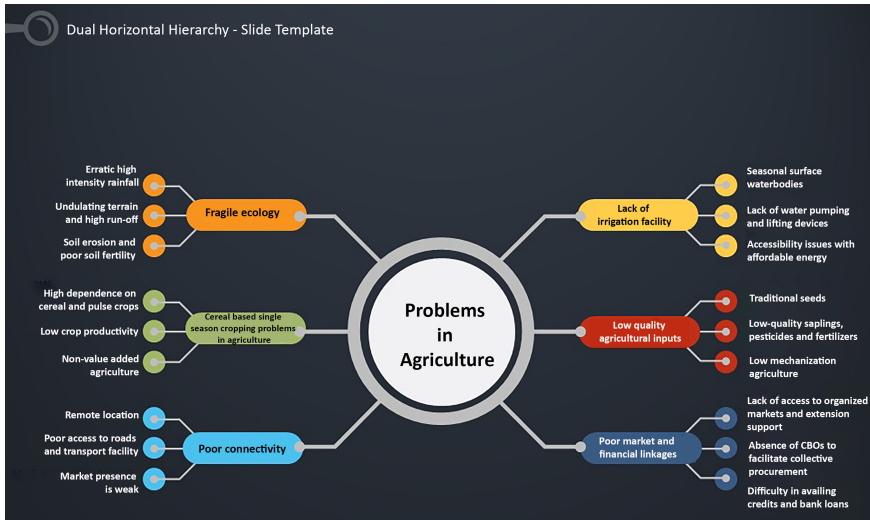 Dual Horizontal Hierarchy - Slide Template
Erratic high
intensity rainfall
Undulating terrain
and high run-off
Soil erosion and
poor soil fertility
Fragile ecology
High dependence on
cereal and pulse crops
Low crop productivity
Non-value added
agriculture
Cereal based single
season cropping problems
in agriculture
Remote location
Poor access to roads
and transport facility
Market presence
is weak
Poor connectivity
Problems
in
Agriculture
Lack of
irrigation facility
Seasonal surface
waterbodies
Lack of water pumping
and lifting devices
Accessibility issues with
affordable energy
Low quality
agricultural inputs
Traditional seeds
Low-quality saplings,
pesticides and fertilizers
Low mechanization
agriculture
Poor market and
financial linkages
Lack of access to organized
markets and extension
support
Absence of CBOs to
facilitate collective
procurement
Difficulty in availing
credits and bank loans